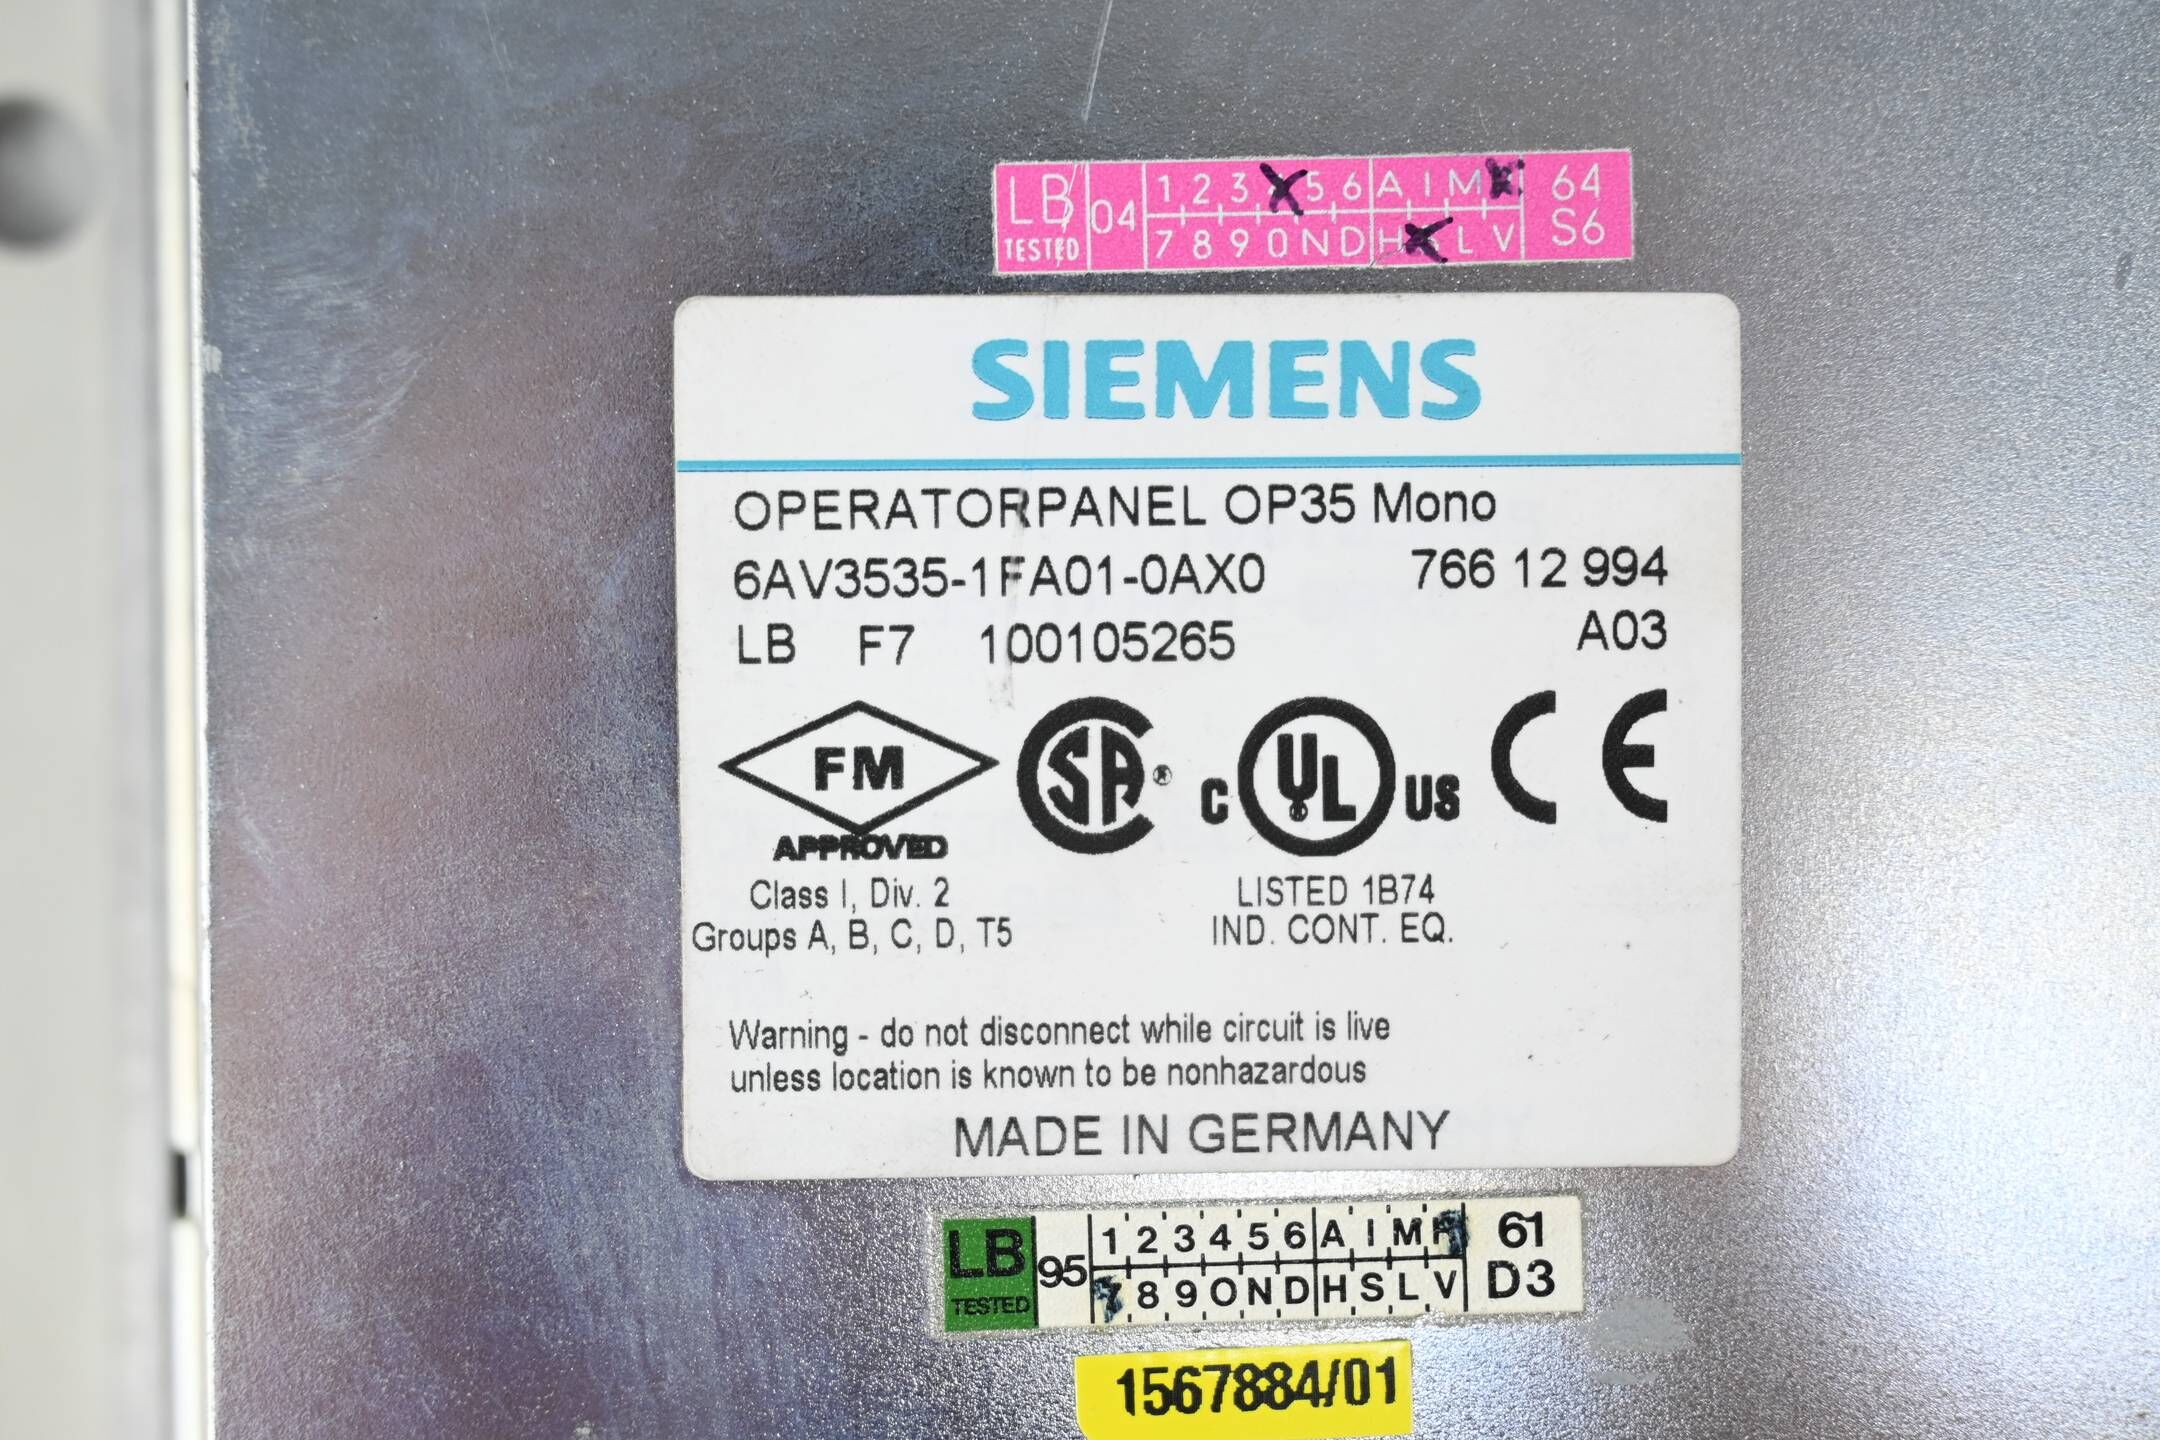 LB 04 1 2 3 5 6 A I M 64
TESTED 7 8 9 0 N D H L V S6
SIEMENS
OPERATORPANEL OP35 Mono
6AV3535-1FA01-0AX0 766 12 994
LB F7 100105265 A03
FM SA® C UL US CE
APPROVED
Class I, Div. 2 LISTED 1B74
Groups A, B, C, D, T5 IND. CONT. EQ.
Warning - do not disconnect while circuit is live
unless location is known to be nonhazardous
MADE IN GERMANY
LB 95 1 2 3 4 5 6 A I M 61
TESTED 7 8 9 O N D H S L V D3
1567884/01